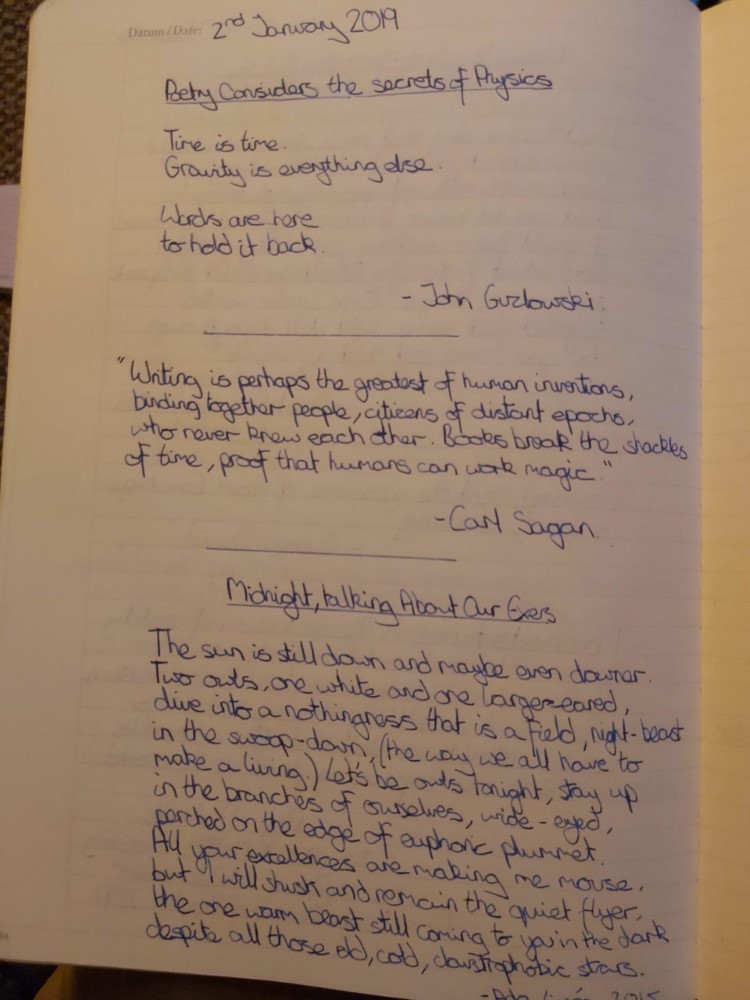 Datum / Date: 2nd January 2019
Poetry Considers the secrets of Physics
Time is time.
Gravity is everything else.
Words are here
to hold it back.
- John Guzlowski.
"Writing is perhaps the greatest of human inventions,
binding together people, citizens of distant epochs,
who never knew each other. Books break the shackles
of time, proof that humans can work magic."
- Carl Sagan.
Midnight, talking About Our Exes
The sun is still down and maybe even downer.
Two owls, one white and one large-eared,
dive into a nothingness that is a field, night-beast
in the swoop-down, (the way we all have to
make a living.) Let's be owls tonight, stay up
in the branches of ourselves, wide-eyed,
perched on the edge of euphoric plummet.
All your excellences are making me mouse,
but I will shush and remain the quiet flyer,
the one warm beast still coming to you in the dark
despite all those old, cold, claustrophobic stars.
- Ada Limón, 2015